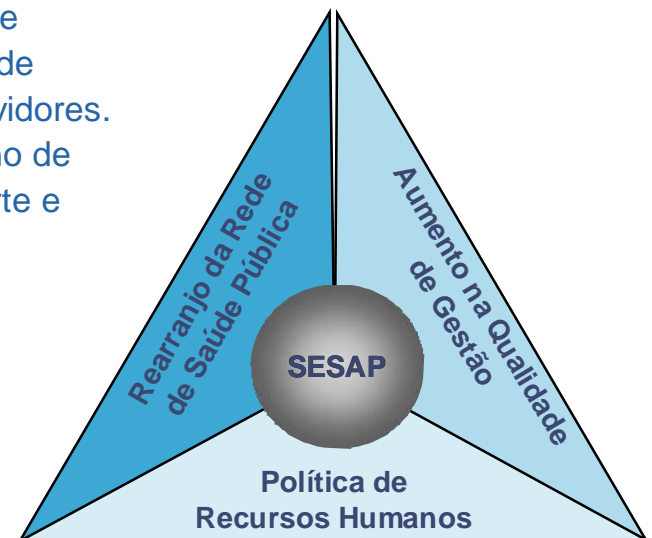 e
de
vidores.
no de
rte e
Rearranjo da Rede
de Saúde Pública
Aumento na Qualidade
de Gestão
SESAP
Política de
Recursos Humanos